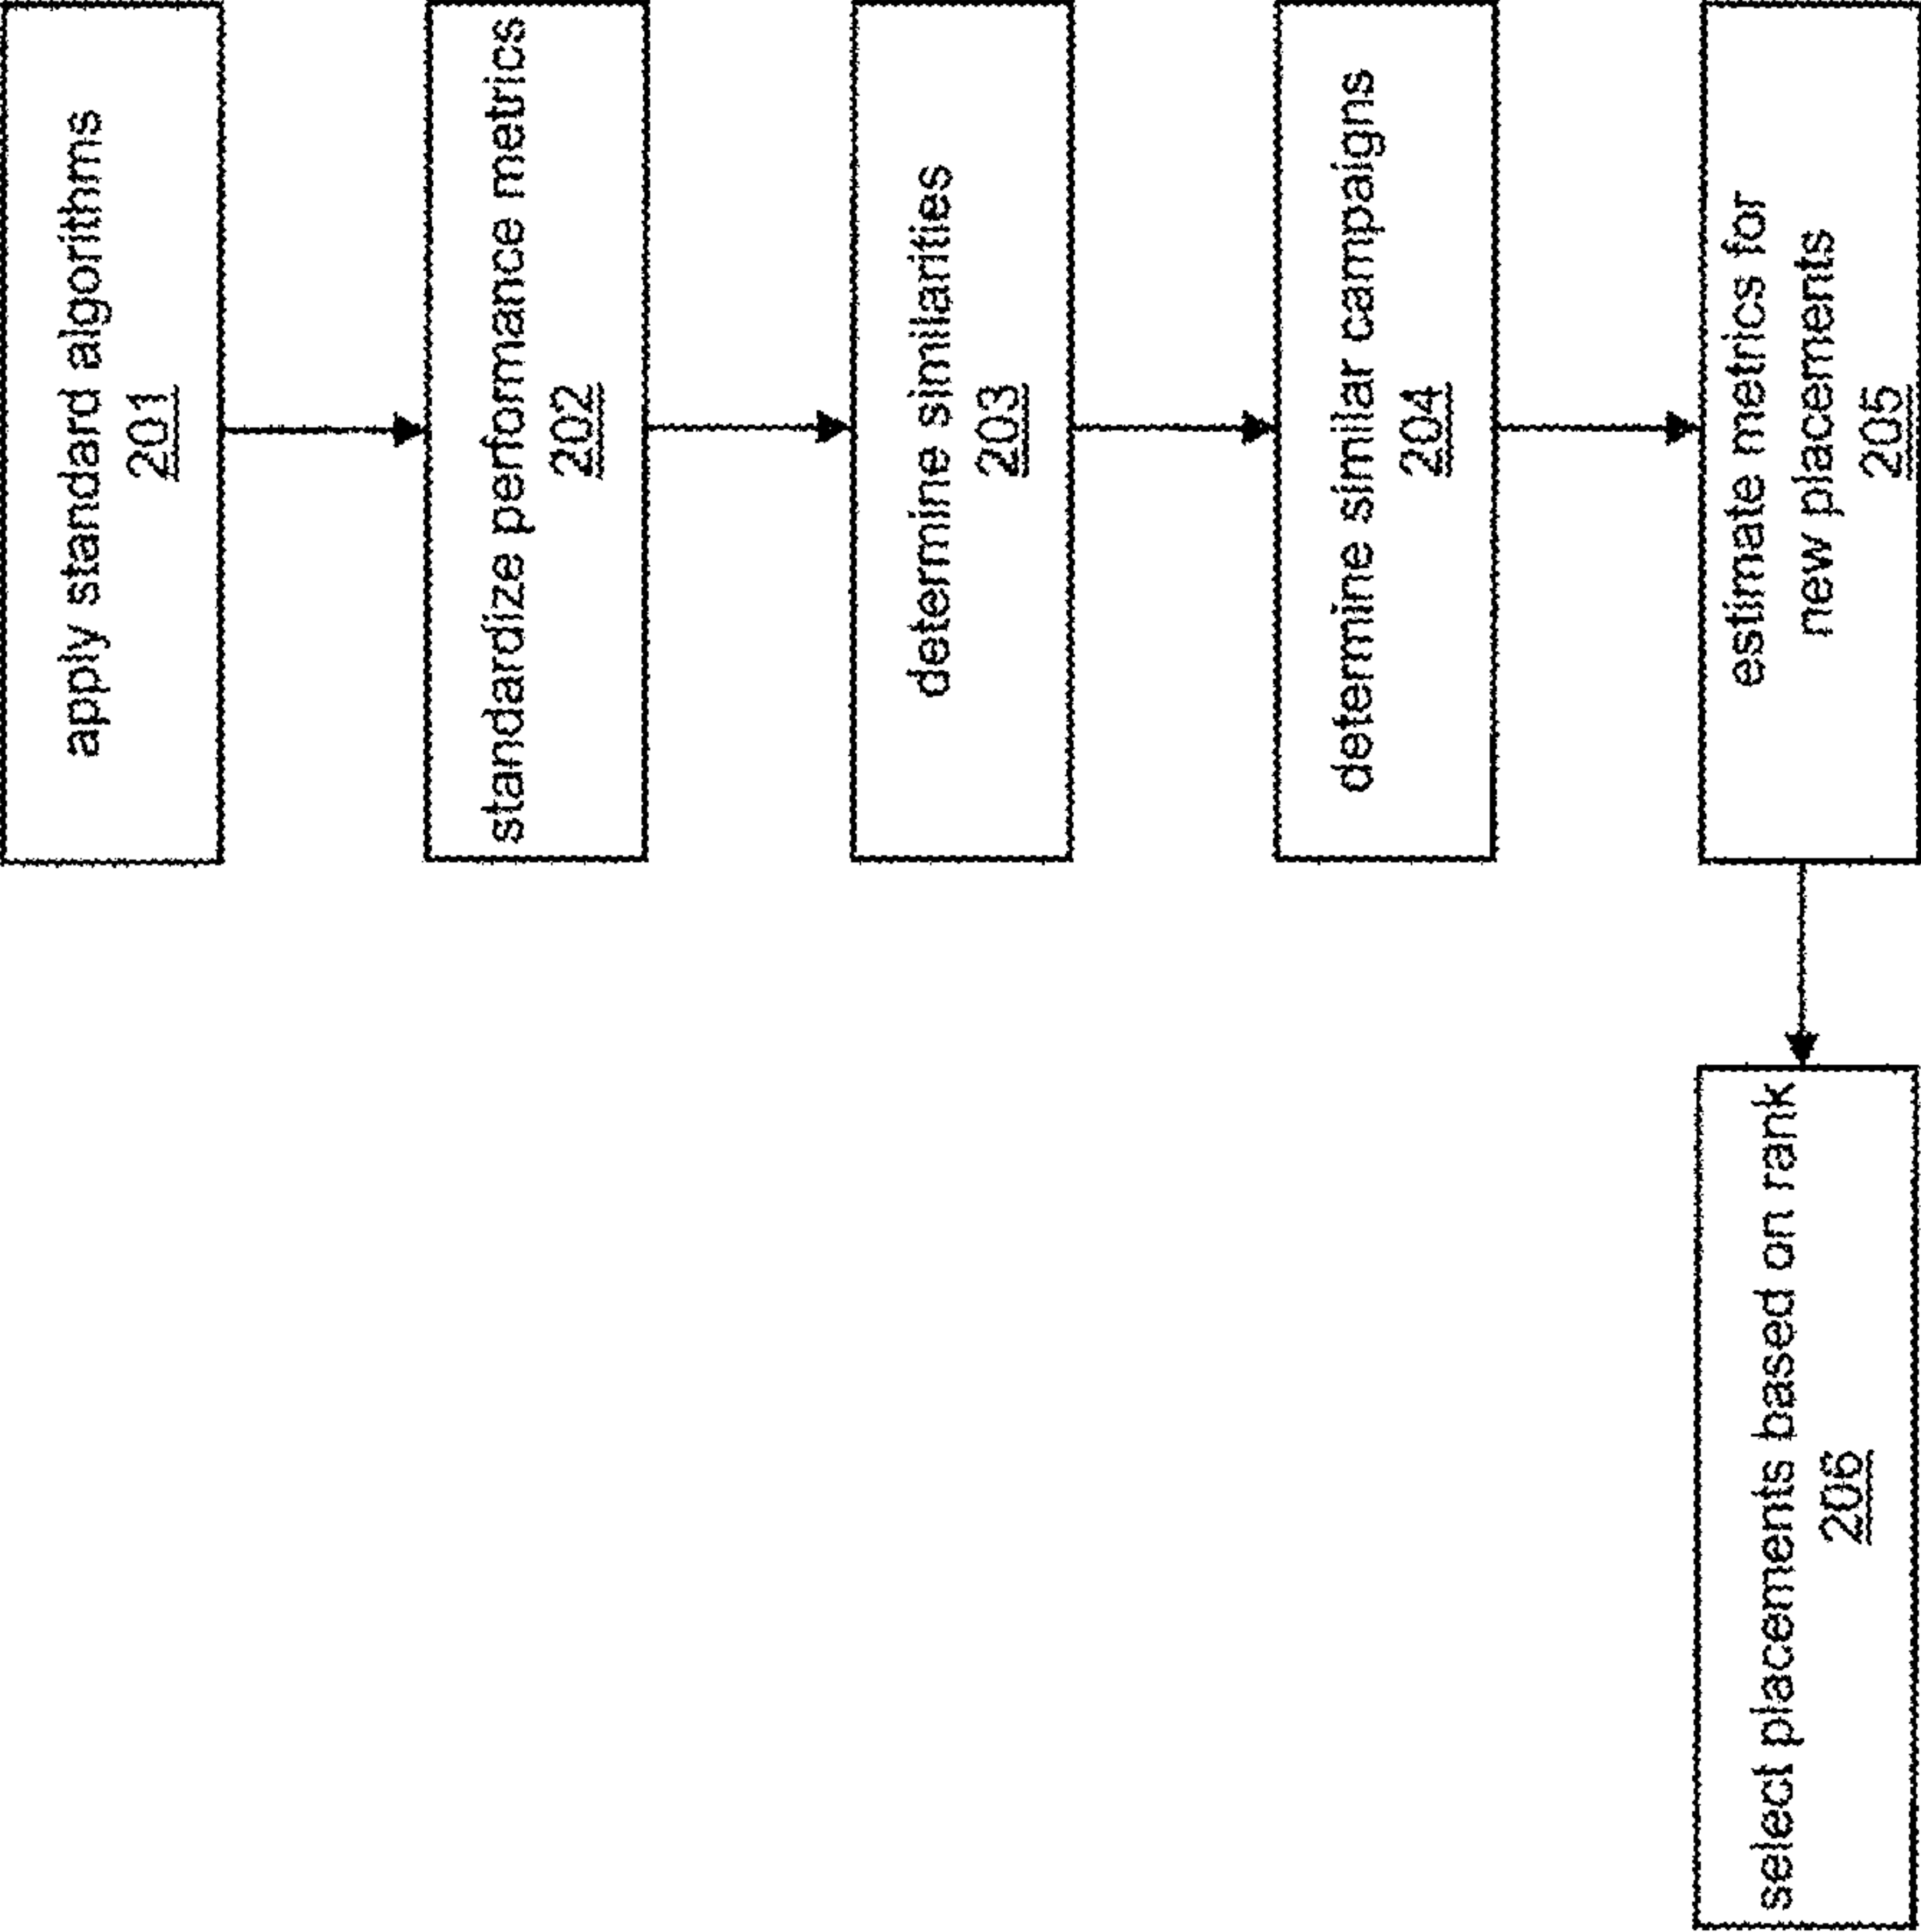 apply standard algorithms
201
standardize performance metrics
202
determine similarities
203
determine similar campaigns
204
estimate metrics for
new placements
205
select placements based on rank
206